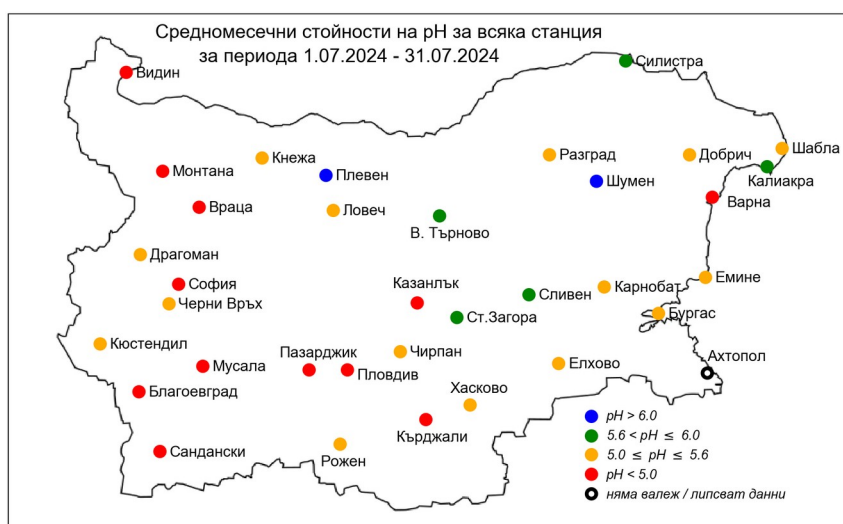 Средномесечни стойности на pH за всяка станция
за периода 1.07.2024 - 31.07.2024
Силистра
Видин
Шабла
Кнежа
Разград
Добрич
Монтана
Плевен
Шумен
Калиакра
Варна
Враца
Ловеч
В. Търново
Драгоман
Емине
София
Казанлък
Сливен
Карнобат
Черни Връх
Ст.Загора
Бургас
Кюстендил
Пазарджик
Чирпан
Елхово
Ахтопол
Мусала
Пловдив
Благоевград
Хасково
Кърджали
Сандански
Рожен
pH > 6.0
5.6 < pH ≤ 6.0
5.0 ≤ pH ≤ 5.6
pH < 5.0
няма валеж / липсват данни